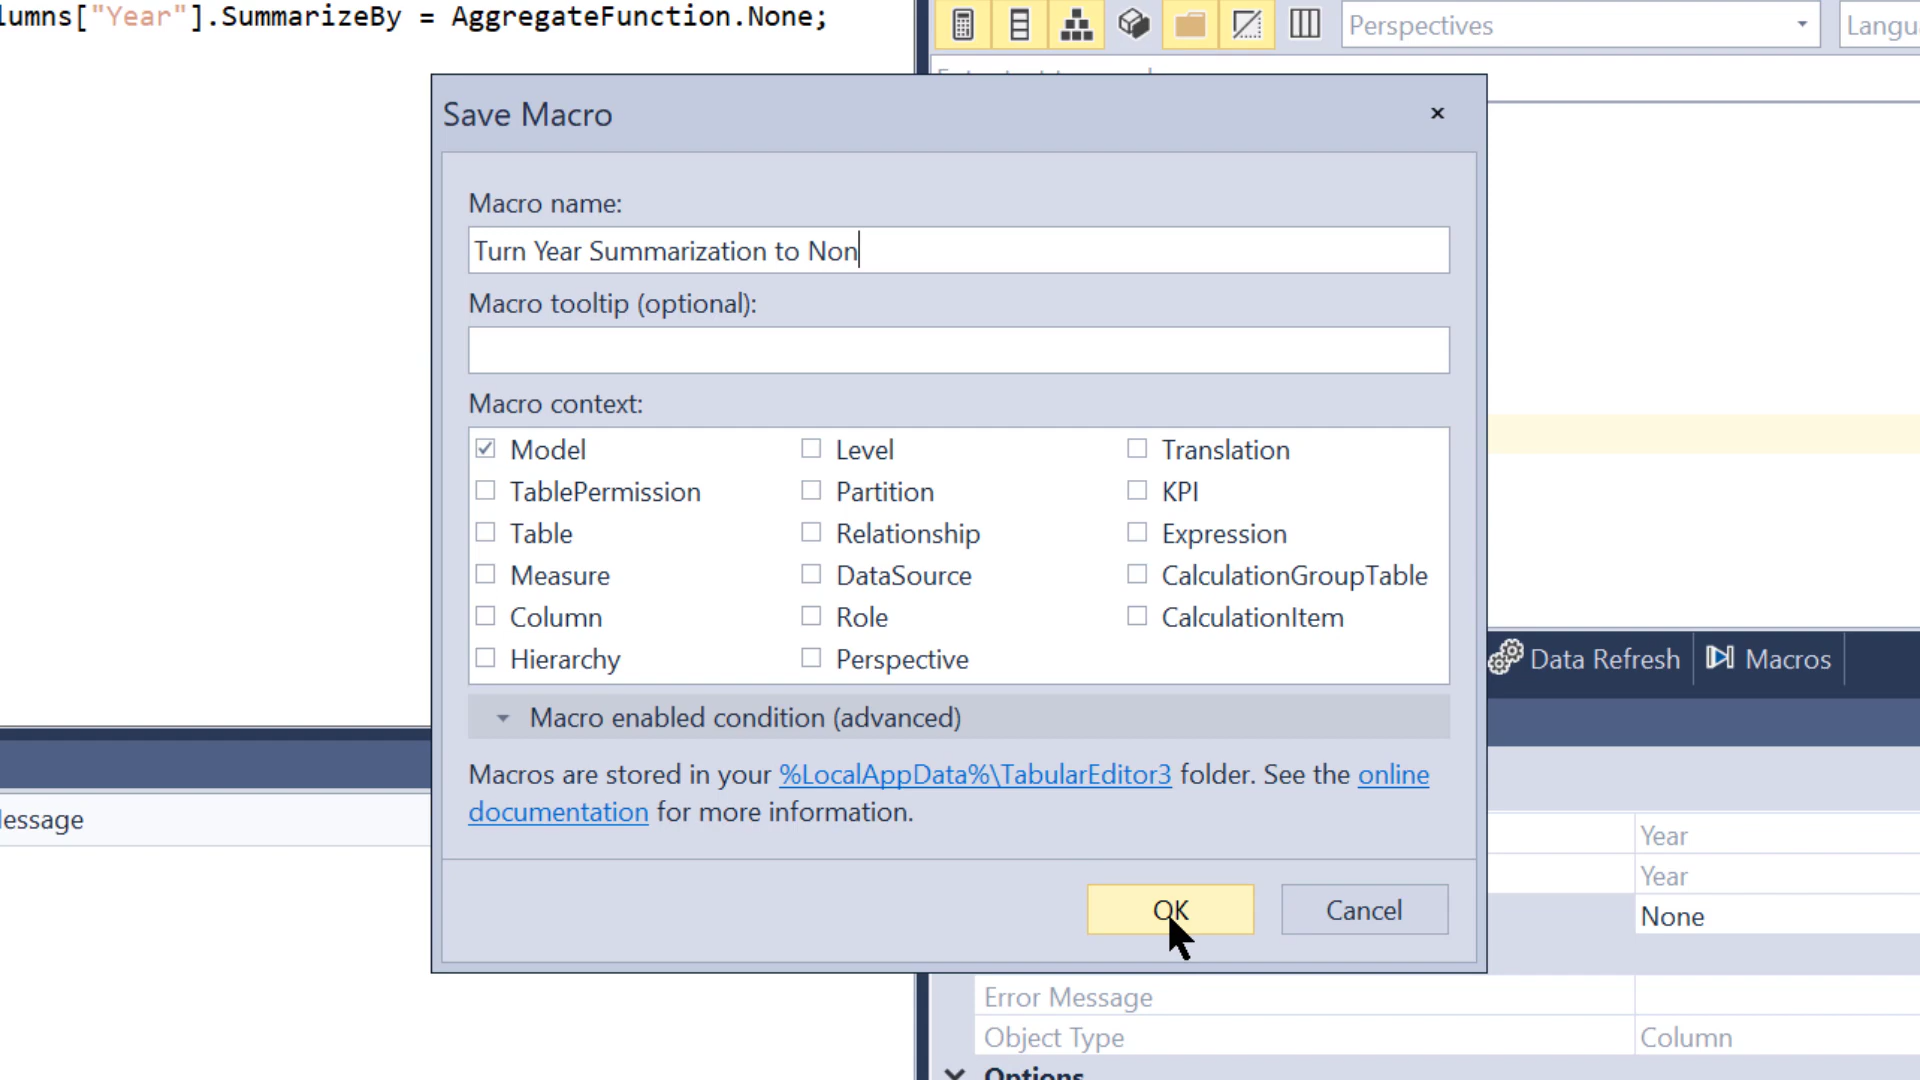 lumns["Year"].SummarizeBy = AggregateFunction.None;
Perspectives
Langu
Save Macro
Macro name:
Turn Year Summarization to Non
Macro tooltip (optional):
Macro context:
Model
Level
Translation
TablePermission
Partition
KPI
Table
Relationship
Expression
Measure
DataSource
CalculationGroupTable
Column
Role
CalculationItem
Hierarchy
Perspective
Macro enabled condition (advanced)
Macros are stored in your %LocalAppData%\TabularEditor3 folder. See the online
documentation for more information.
OK
Cancel
Data Refresh
Macros
essage
Year
Year
None
Error Message
Object Type
Column
Options